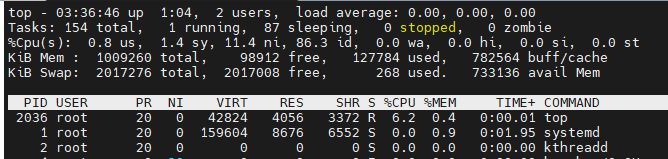 top - 03:36:46 up  1:04,  2 users,  load average: 0.00, 0.00, 0.00
Tasks: 154 total,   1 running,  87 sleeping,   0 stopped,   0 zombie
%Cpu(s):  0.8 us,  1.4 sy, 11.4 ni, 86.3 id,  0.0 wa,  0.0 hi,  0.0 si,  0.0 st
KiB Mem :  1009260 total,    98912 free,   127784 used,   782564 buff/cache
KiB Swap:  2017276 total,  2017008 free,      268 used.   733136 avail Mem
PID USER      PR  NI    VIRT    RES    SHR S %CPU %MEM     TIME+ COMMAND
2036 root      20   0   42824   4056   3372 R  6.2  0.4   0:00.01 top
1 root      20   0  159604   8676   6552 S  0.0  0.9   0:01.95 systemd
2 root      20   0       0      0      0 S  0.0  0.0   0:00.00 kthreadd